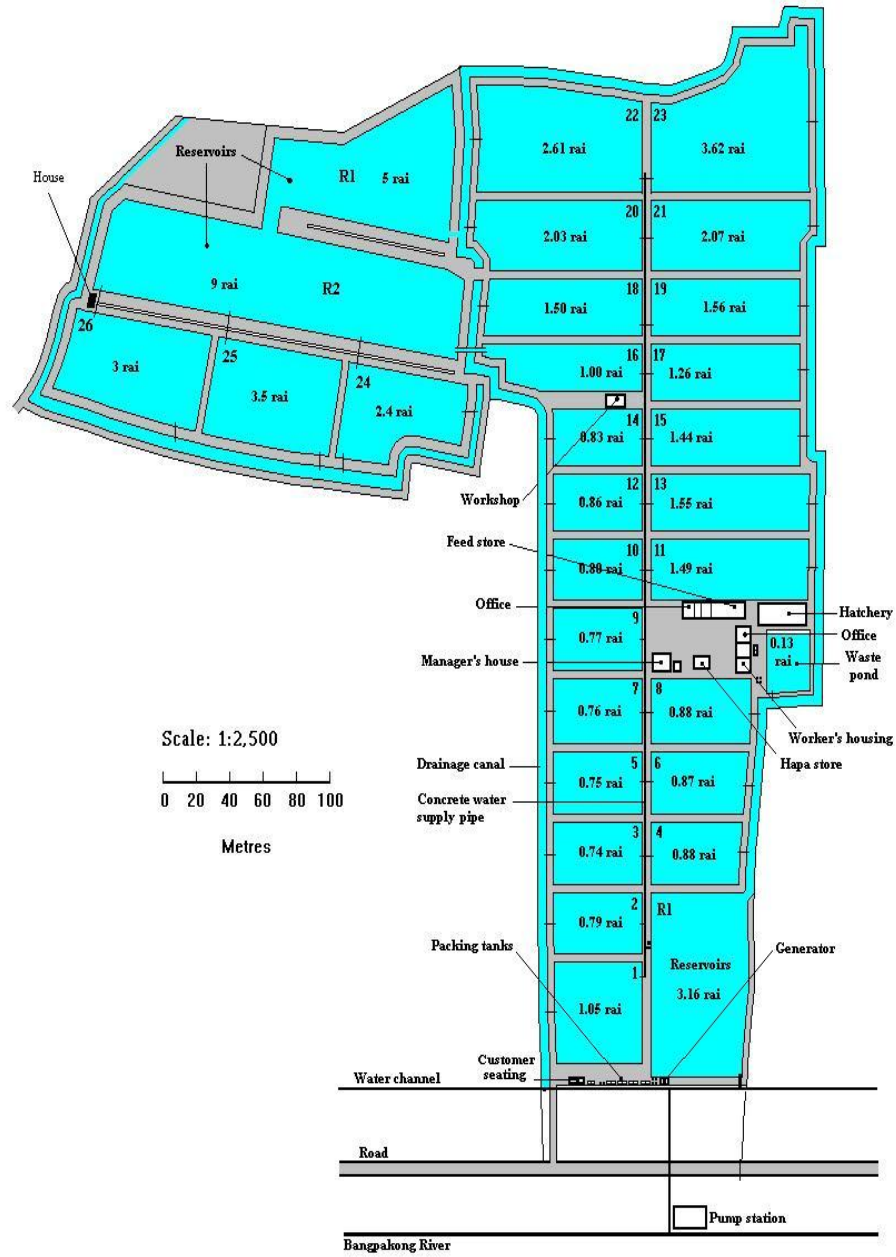 22
23
2.61 rai
3.62 rai
Reservoirs
House
R1
5 rai
20
21
2.03 rai
2.07 rai
9 rai
R2
18
19
1.50 rai
1.56 rai
26
25
24
3 rai
3.5 rai
2.4 rai
16
17
1.00 rai
1.26 rai
14
15
0.83 rai
1.44 rai
Workshop
12
13
0.86 rai
1.55 rai
Feed store
10
11
0.80 rai
1.49 rai
Office
Hatchery
9
0.77 rai
Office
0.13
rai
Waste
pond
Manager's house
7
8
0.76 rai
0.88 rai
Worker's housing
Hapa store
Scale: 1:2,500
0 20 40 60 80 100
Metres
Drainage canal
5
6
0.75 rai
0.87 rai
Concrete water
supply pipe
3
4
0.74 rai
0.88 rai
2
R1
0.79 rai
Packing tanks
Generator
1
Reservoirs
3.16 rai
1.05 rai
Customer
seating
Water channel
Road
Pump station
Bangpakong River